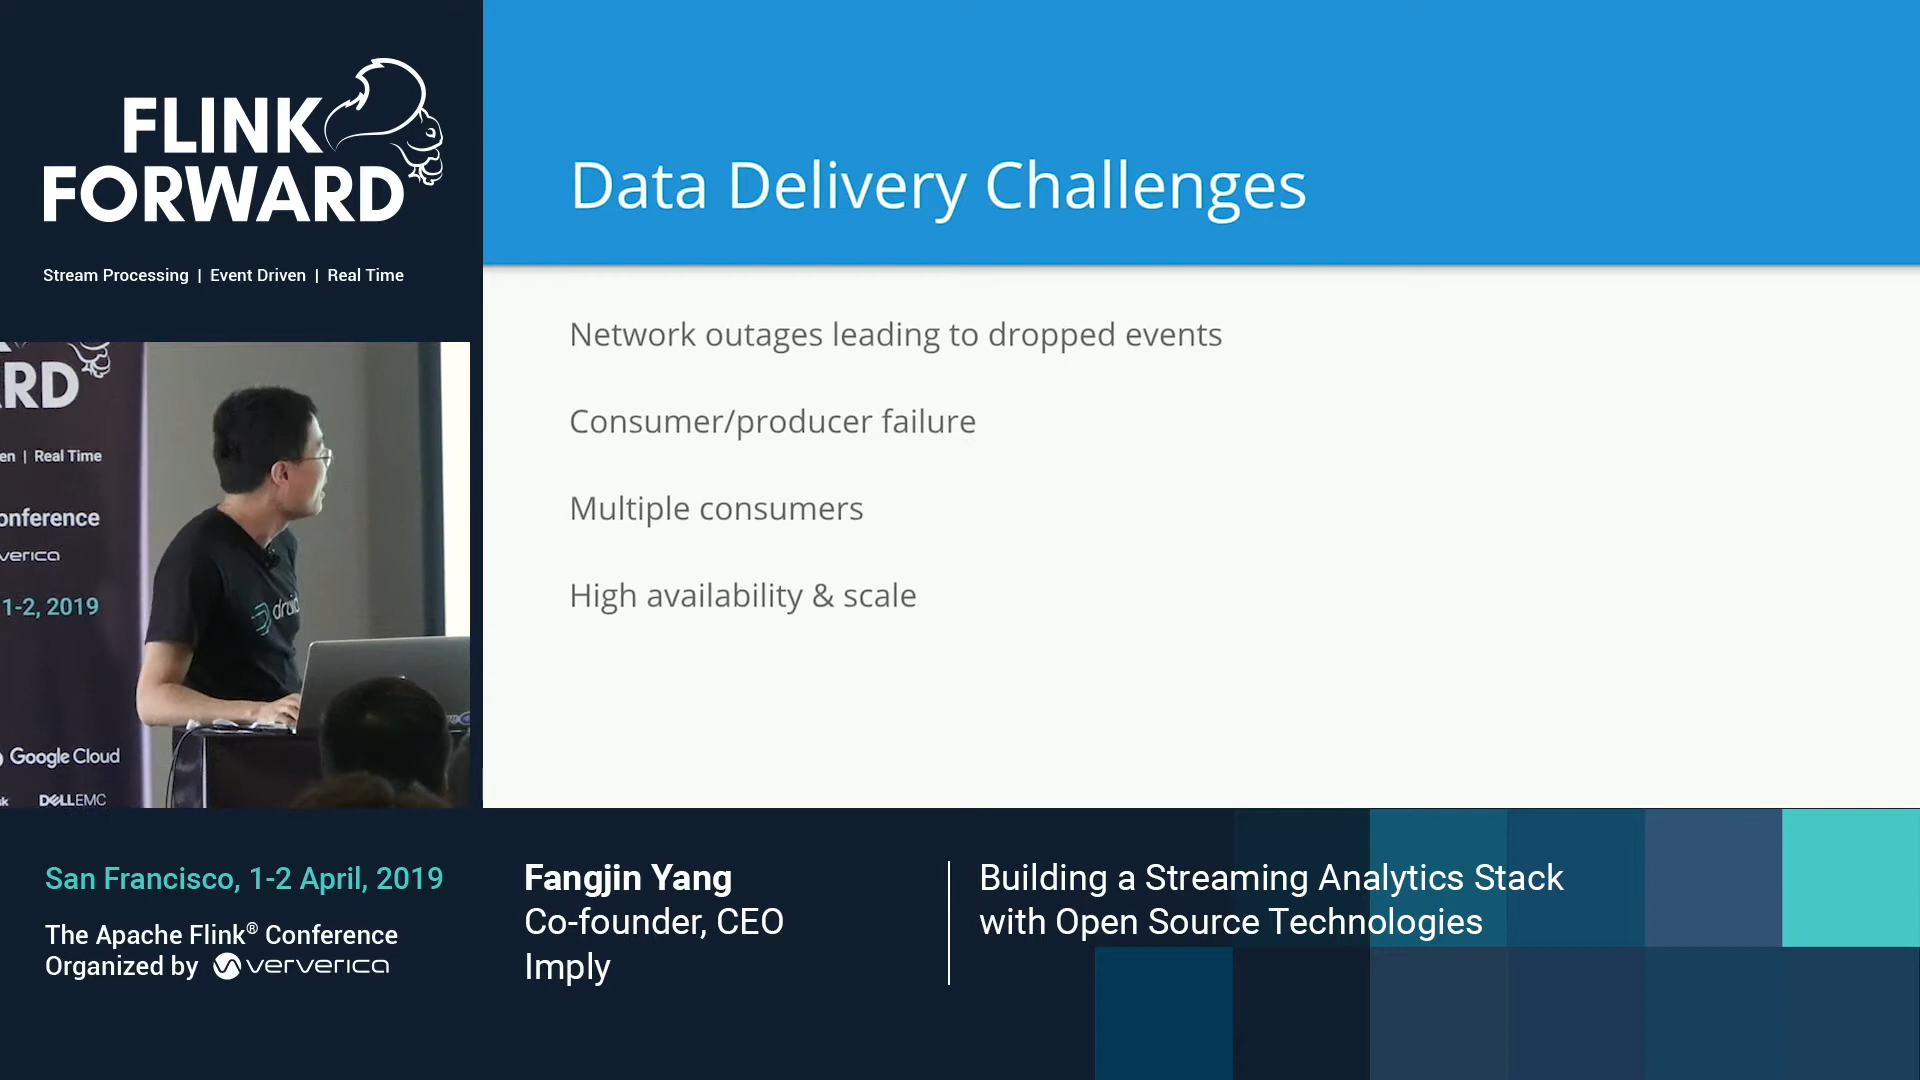 FLINK
FORWARD
Stream Processing | Event Driven | Real Time
Data Delivery Challenges
Network outages leading to dropped events
Consumer/producer failure
Multiple consumers
High availability & scale
RD
en | Real Time
onference
verica
1-2, 2019
Google Cloud
DELLEMC
druid
San Francisco, 1-2 April, 2019
The Apache Flink® Conference
Organized by ververica
Fangjin Yang
Co-founder, CEO
Imply
Building a Streaming Analytics Stack
with Open Source Technologies